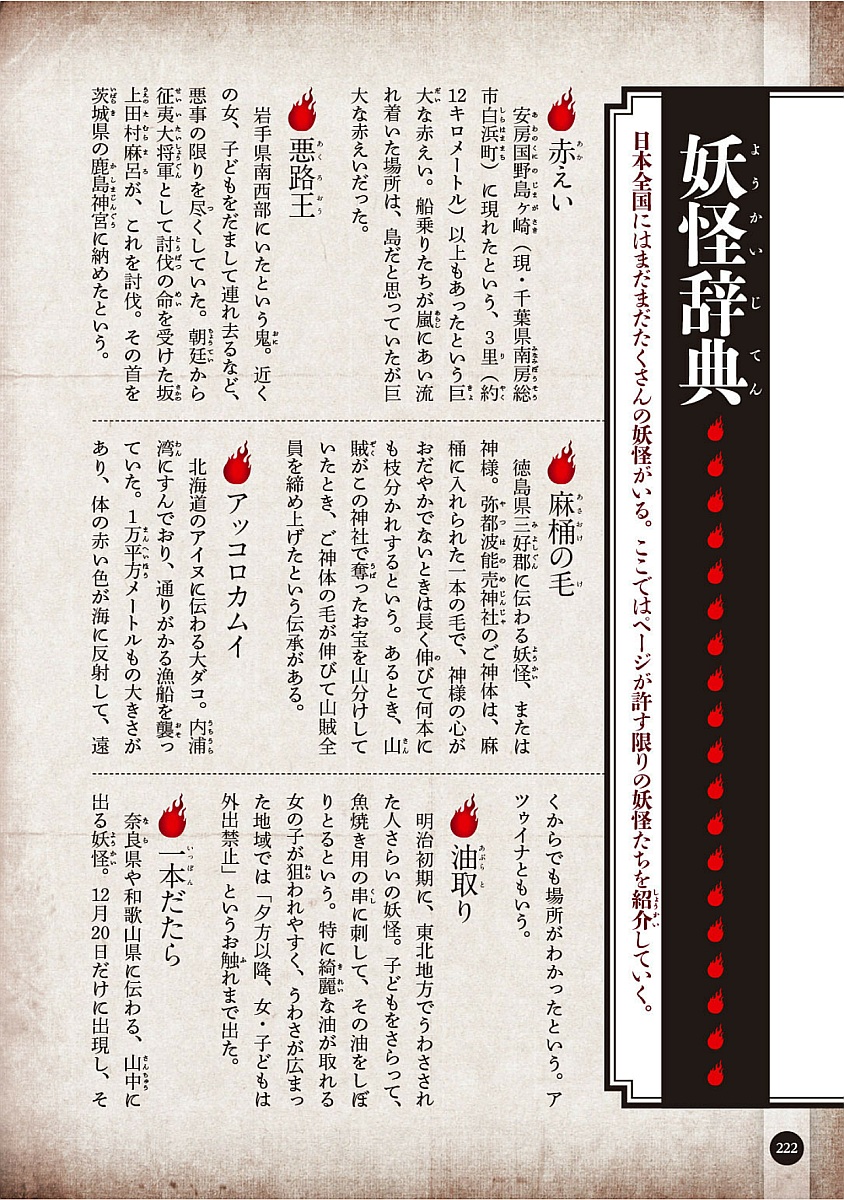 妖怪辞典
日本全国にはまだまだたくさんの妖怪がいる。ここではページが許す限りの妖怪たちを紹介していく。
赤えい
安房国野島ヶ崎（現・千葉県南房総
市白浜町）に現れたという、3里（約
12キロメートル）以上もあったという巨
大な赤えい。船乗りたちが嵐にあい流
れ着いた場所は、島だと思っていたが巨
大な赤えいだった。
悪路王
岩手県南西部にいたという鬼。近く
の女、子どもをだまして連れ去るなど、
悪事の限りを尽くしていた。朝廷から
征夷大将軍として討伐の命を受けた坂
上田村麻呂が、これを討伐。その首を
茨城県の鹿島神宮に納めたという。
麻桶の毛
徳島県三好郡に伝わる妖怪、または
神様。弥都波能売神社のご神体は、麻
桶に入れられた一本の毛で、神様の心が
おだやかでないときは長く伸びて何本に
も枝分かれするという。あるとき、山
賊がこの神社で奪ったお宝を山分けして
いたとき、ご神体の毛が伸びて山賊全
員を締め上げたという伝承がある。
アッコロカムイ
北海道のアイヌに伝わる大ダコ。内浦
湾にすんでおり、通りがかる漁船を襲っ
ていた。1万平方メートルもの大きさが
あり、体の赤い色が海に反射して、遠
くからでも場所がわかったという。ア
ツゥイナともいう。
油取り
明治初期に、東北地方でうわさされ
た人さらいの妖怪。子どもをさらって、
魚焼き用の串に刺して、その油をしぼ
りとるという。特に綺麗な油が取れる
女の子が狙われやすく、うわさが広まっ
た地域では「夕方以降、女・子どもは
外出禁止」というお触れまで出た。
一本だたら
奈良県や和歌山県に伝わる、山中に
出る妖怪。12月20日だけに出現し、そ
222